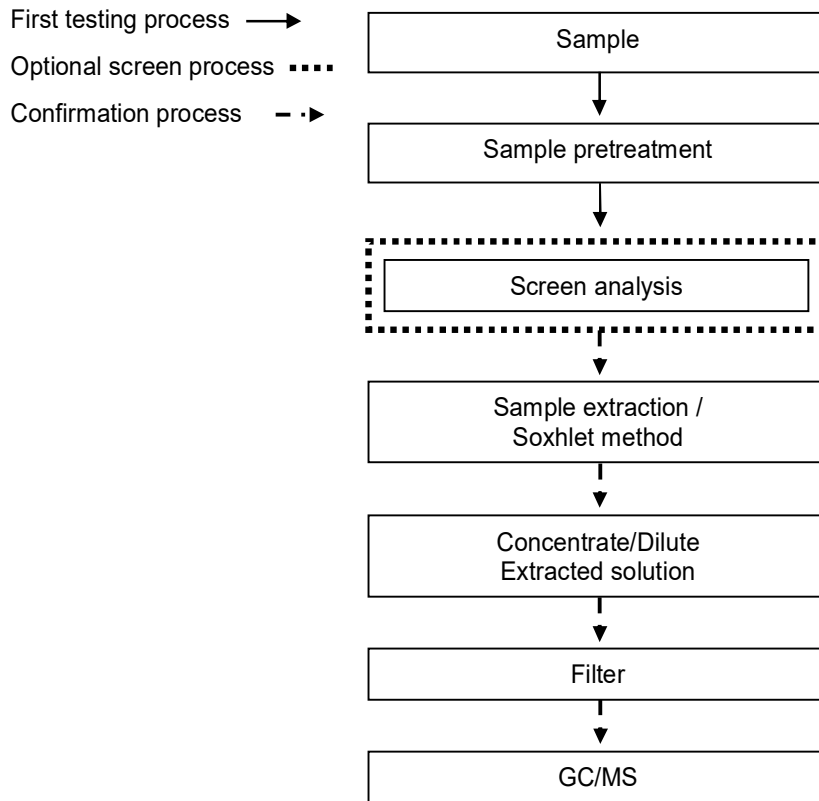 First testing process
Optional screen process
Confirmation process
Sample
Sample pretreatment
Screen analysis
Sample extraction /
Soxhlet method
Concentrate/Dilute
Extracted solution
Filter
GC/MS